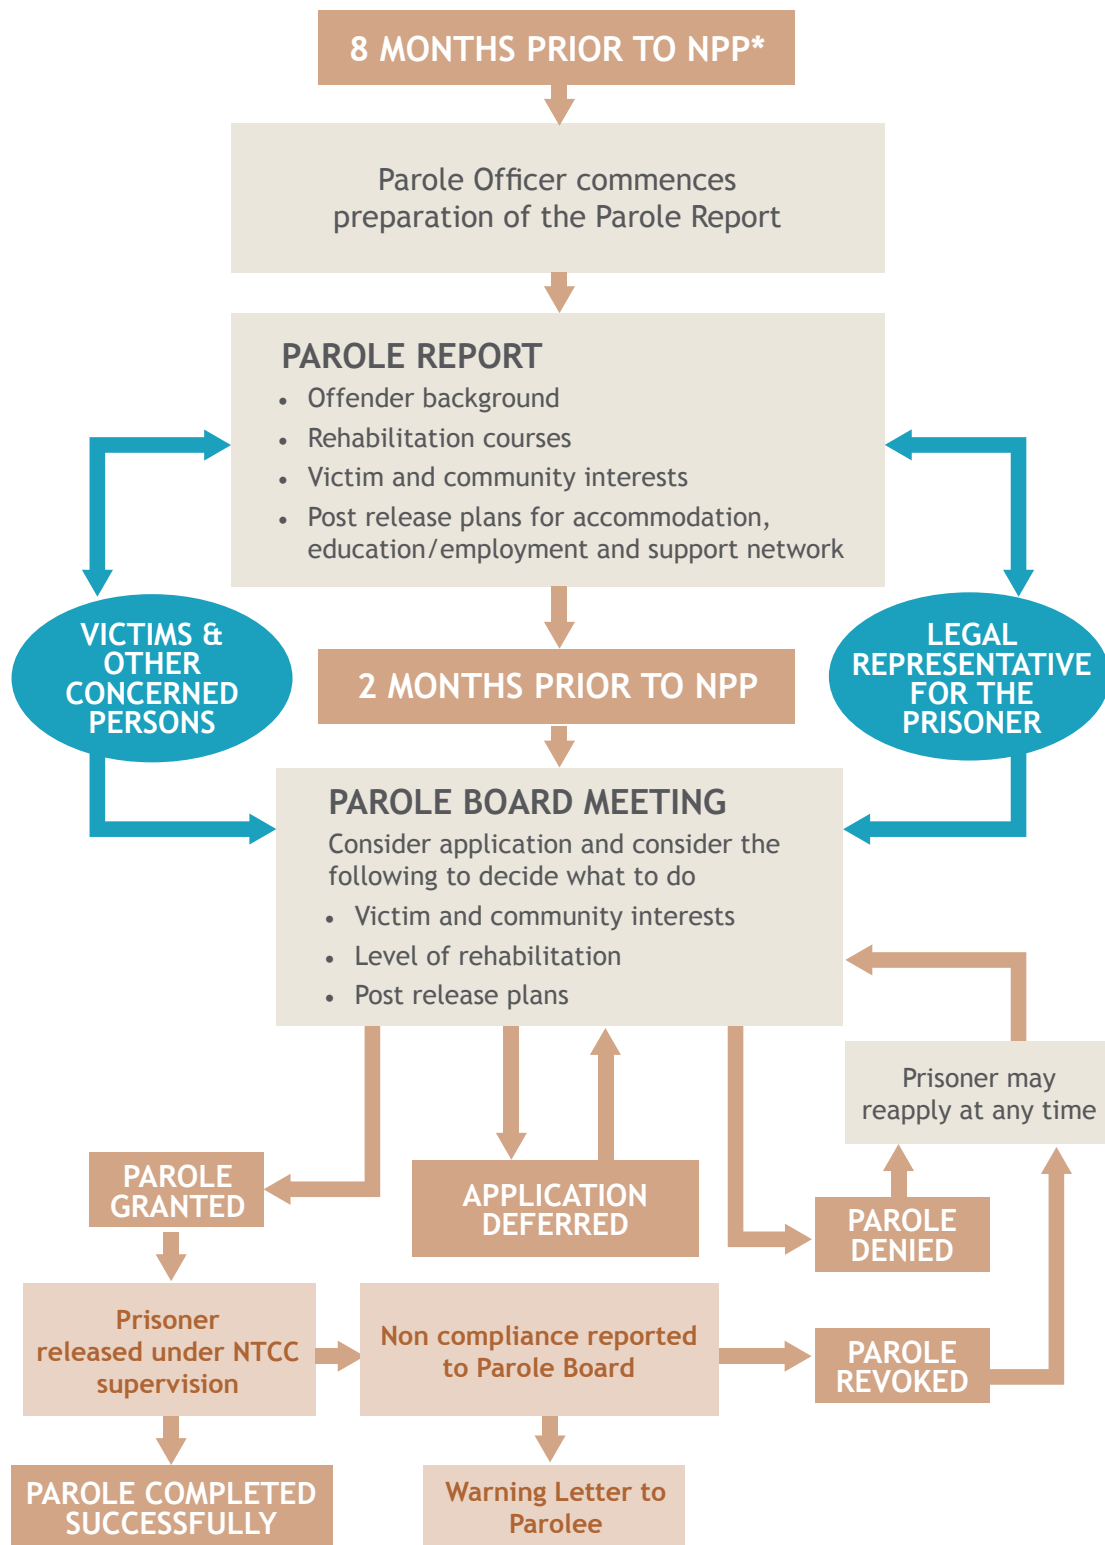 8 MONTHS PRIOR TO NPP*
Parole Officer commences
preparation of the Parole Report
PAROLE REPORT
• Offender background
• Rehabilitation courses
• Victim and community interests
• Post release plans for accommodation,
education/employment and support network
VICTIMS &
OTHER
CONCERNED
PERSONS
LEGAL
REPRESENTATIVE
FOR THE
PRISONER
2 MONTHS PRIOR TO NPP
PAROLE BOARD MEETING
Consider application and consider the
following to decide what to do
• Victim and community interests
• Level of rehabilitation
• Post release plans
Prisoner may
reapply at any time
PAROLE
GRANTED
APPLICATION
DEFERRED
PAROLE
DENIED
Prisoner
released under NTCC
supervision
Non compliance reported
to Parole Board
PAROLE
REVOKED
PAROLE COMPLETED
SUCCESSFULLY
Warning Letter to
Parolee